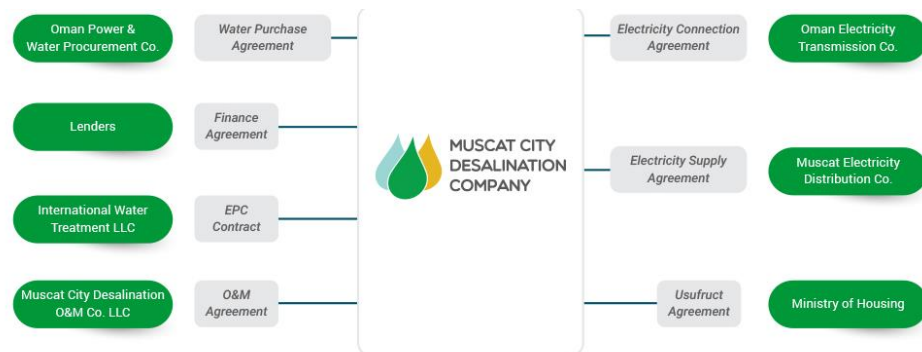 Oman Power &
Water Procurement Co.
Water Purchase
Agreement
Lenders
Finance
Agreement
International Water
Treatment LLC
EPC
Contract
Muscat City Desalination
O&M Co. LLC
O&M
Agreement
MUSCAT CITY
DESALINATION
COMPANY
Electricity Connection
Agreement
Oman Electricity
Transmission Co.
Electricity Supply
Agreement
Muscat Electricity
Distribution Co.
Usufruct
Agreement
Ministry of Housing